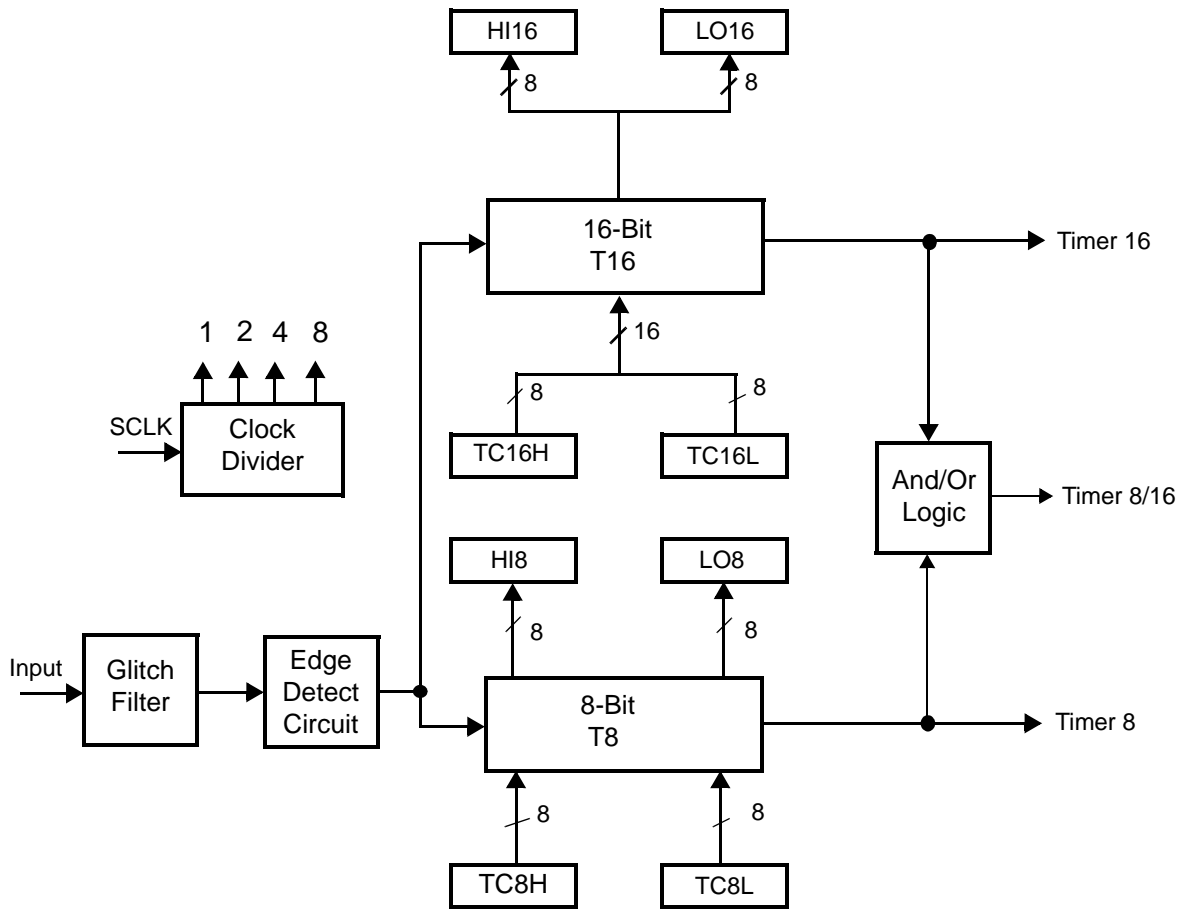 HI16
LO16
8
8
16-Bit
T16
Timer 16
16
1 2 4 8
8
8
SCLK
Clock
Divider
TC16H
TC16L
And/Or
Logic
Timer 8/16
HI8
LO8
8
8
Input
Glitch
Filter
Edge
Detect
Circuit
8-Bit
T8
Timer 8
8
8
TC8H
TC8L